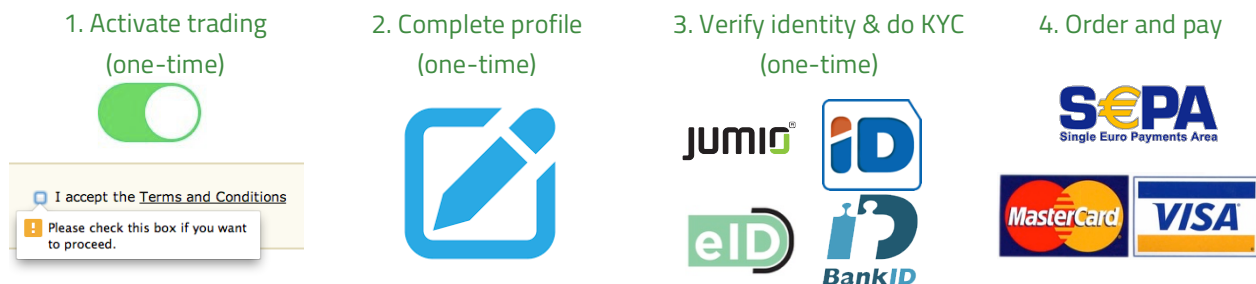 1. Activate trading
(one-time)
I accept the Terms and Conditions
Please check this box if you want
to proceed.
2. Complete profile
(one-time)
3. Verify identity & do KYC
(one-time)
JUMIO®
iD
eID
BankID
4. Order and pay
S€PA
Single Euro Payments Area
MasterCard
VISA